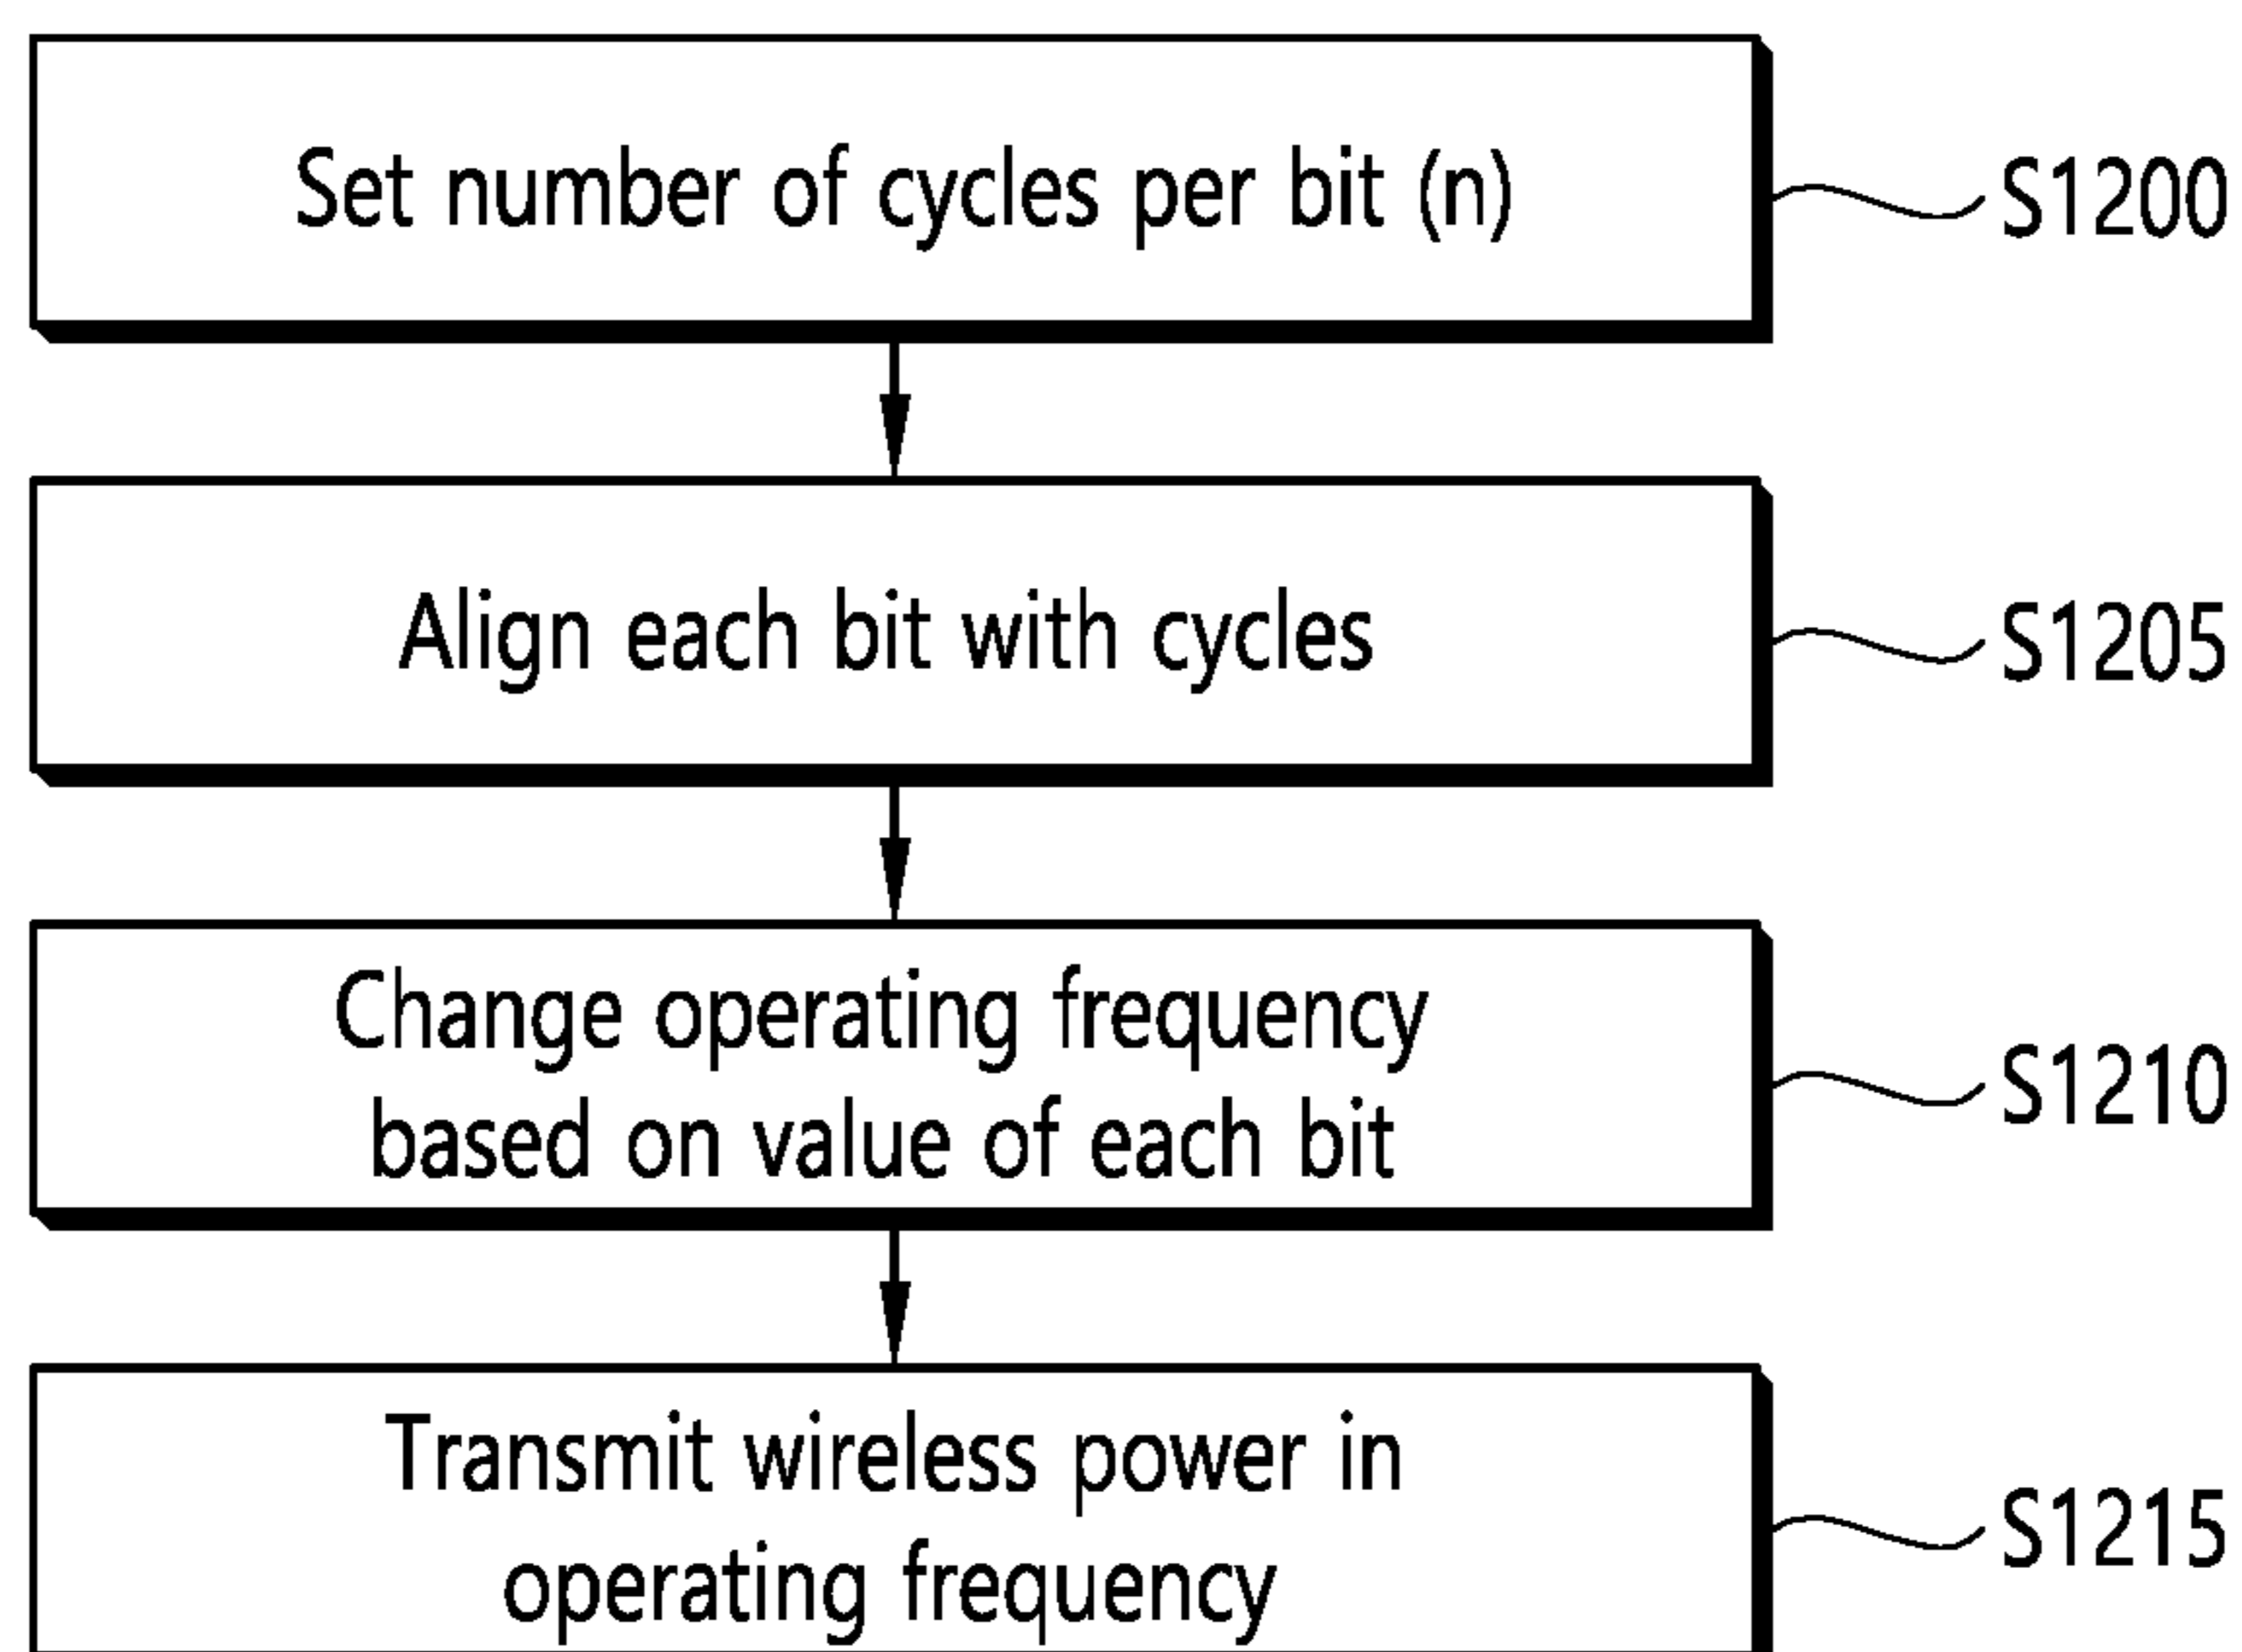 Set number of cycles per bit (n)
S1200
Align each bit with cycles
S1205
Change operating frequency
based on value of each bit
S1210
Transmit wireless power in
operating frequency
S1215